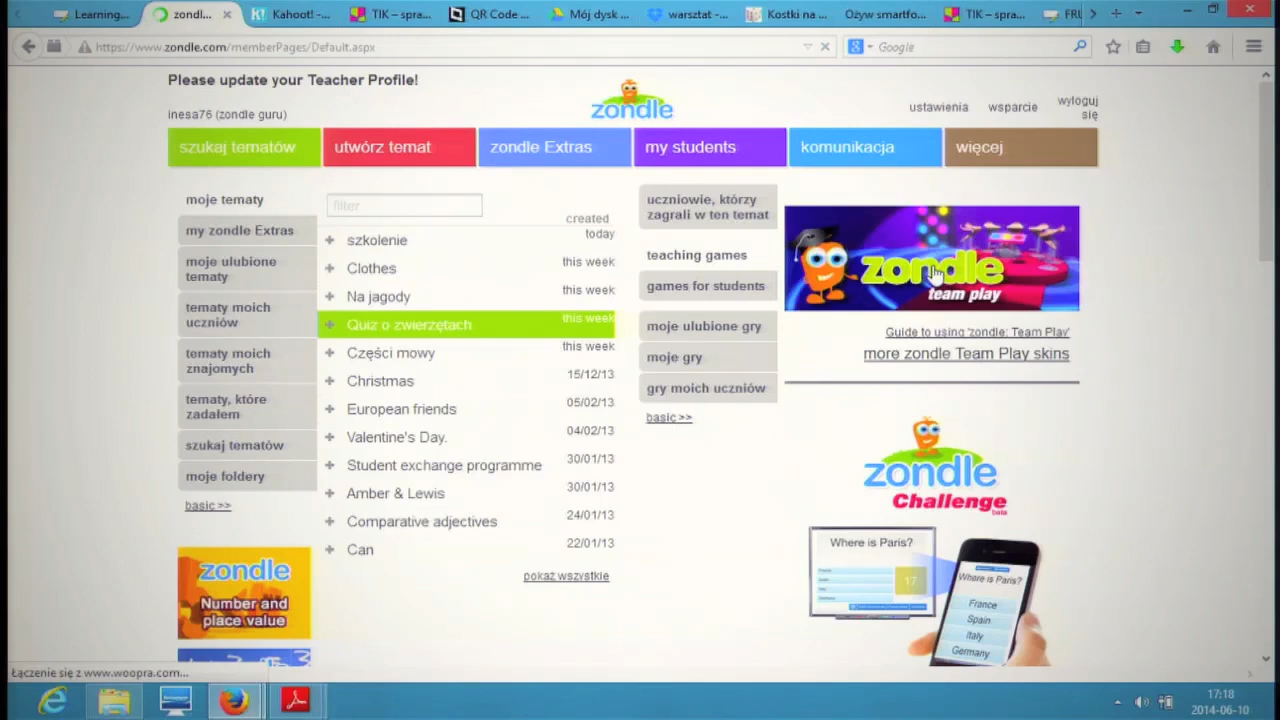 Learning...
zondl...
Kahoot! -...
TIK – spra...
QR Code ...
Mój dysk ...
warsztat -...
Kostki na ...
Ożyw smartfo...
TIK – spra...
FRI
https://www.zondle.com/memberPages/Default.aspx
Google
Please update your Teacher Profile!
inesa76 (zondle guru)
zondle
ustawienia
wsparcie
wyloguj
się
szukaj tematów
utwórz temat
zondle Extras
my students
komunikacja
więcej
moje tematy
my zondle Extras
moje ulubione
tematy
tematy moich
uczniów
tematy moich
znajomych
tematy, które
zadałem
szukaj tematów
moje foldery
basic >>
zondle
Number and
place value
filter
created
szkolenie
today
Clothes
this week
Na jagody
this week
Quiz o zwierzętach
this week
Części mowy
this week
Christmas
15/12/13
European friends
05/02/13
Valentine's Day.
04/02/13
Student exchange programme
30/01/13
Amber & Lewis
30/01/13
Comparative adjectives
24/01/13
Can
22/01/13
pokaż wszystkie
uczniowie, którzy
zagrali w ten temat
teaching games
games for students
moje ulubione gry
moje gry
gry moich uczniów
basic >>
zondle
team play
Guide to using 'zondle: Team Play'
more zondle Team Play skins
zondle
Challenge
beta
Where is Paris?
17
Where is Paris?
France
Spain
Italy
Germany
Łączenie się z www.woopra.com...
17:18
2014-06-10